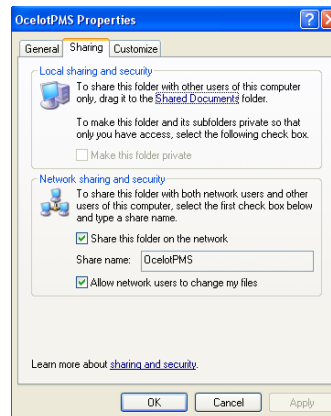 OcelotPMS Properties
General Sharing Customize
Local sharing and security
To share this folder with other users of this computer
only, drag it to the Shared Documents folder.
To make this folder and its subfolders private so that
only you have access, select the following check box.
Make this folder private
Network sharing and security
To share this folder with both network users and other
users of this computer, select the first check box below
and type a share name.
Share this folder on the network
Share name: OcelotPMS
Allow network users to change my files
Learn more about sharing and security.
OK Cancel Apply